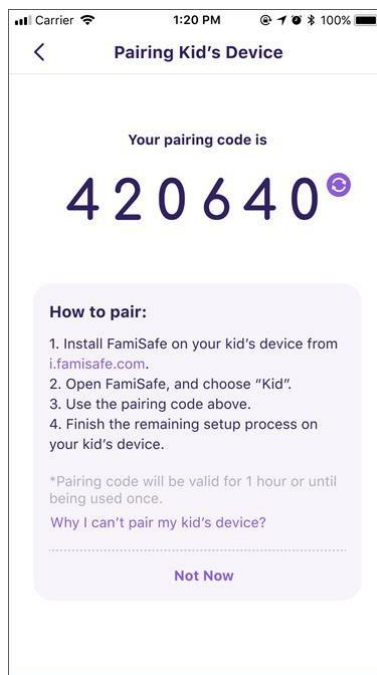 Carrier 1:20 PM 100%
Pairing Kid's Device
Your pairing code is
420640
How to pair:
1. Install FamiSafe on your kid's device from
i.famisafe.com.
2. Open FamiSafe, and choose “Kid”.
3. Use the pairing code above.
4. Finish the remaining setup process on
your kid's device.
*Pairing code will be valid for 1 hour or until
being used once.
Why I can't pair my kid's device?
Not Now